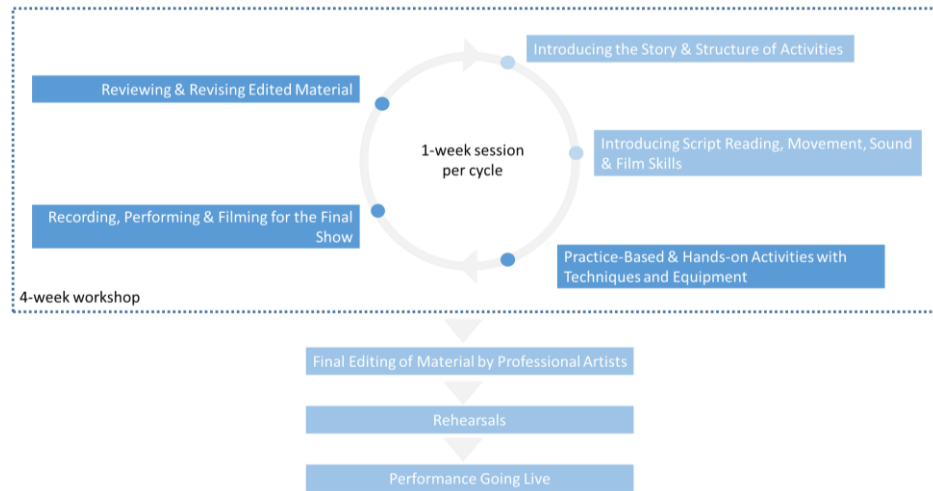 Introducing the Story & Structure of Activities
Reviewing & Revising Edited Material
1-week session
per cycle
Introducing Script Reading, Movement, Sound
& Film Skills
Recording, Performing & Filming for the Final
Show
Practice-Based & Hands-on Activities with
Techniques and Equipment
4-week workshop
Final Editing of Material by Professional Artists
Rehearsals
Performance Going Live